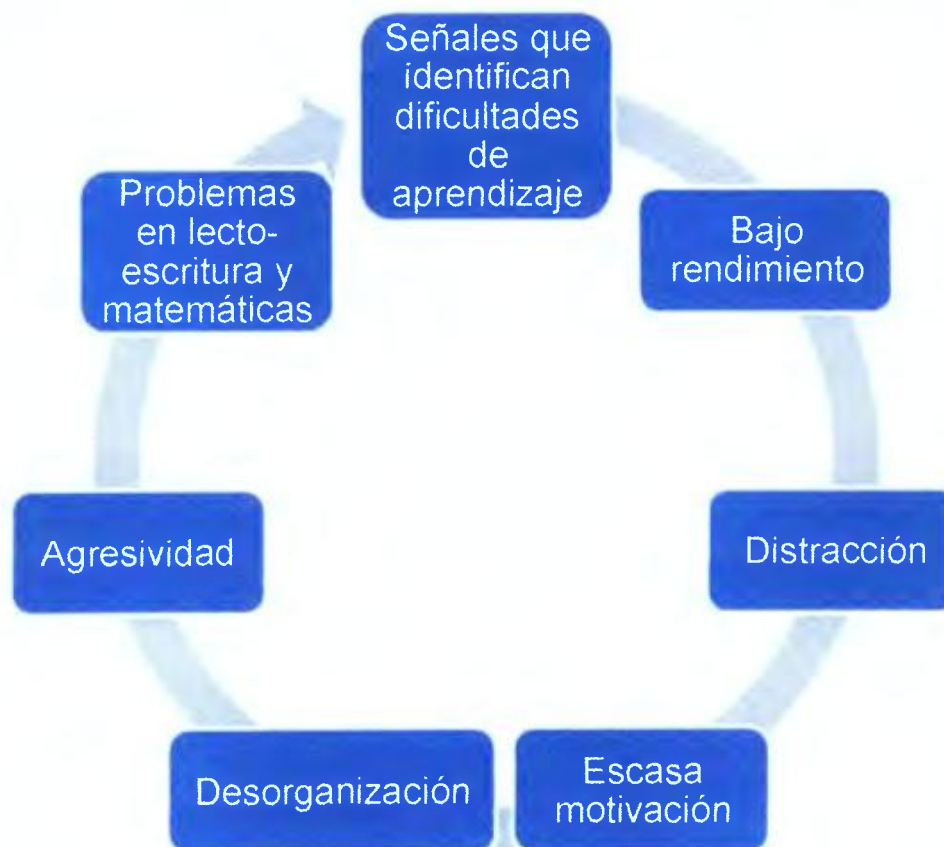 Señales que
identifican
dificultades
de
aprendizaje
Bajo
rendimiento
Distracción
Escasa
motivación
Desorganización
Agresividad
Problemas
en lecto-
escritura y
matemáticas